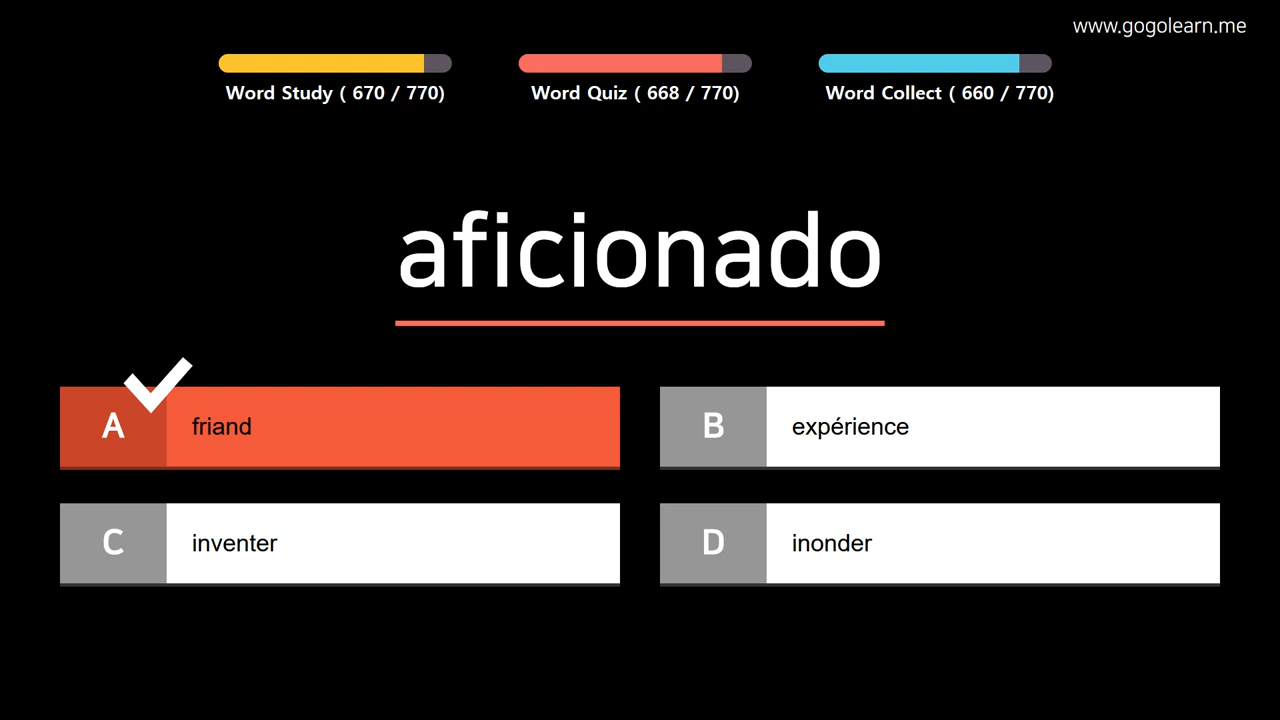 www.gogolearn.me
Word Study ( 670 / 770)
Word Quiz ( 668 / 770)
Word Collect ( 660 / 770)
aficionado
A friand
B expérience
C inventer
D inonder